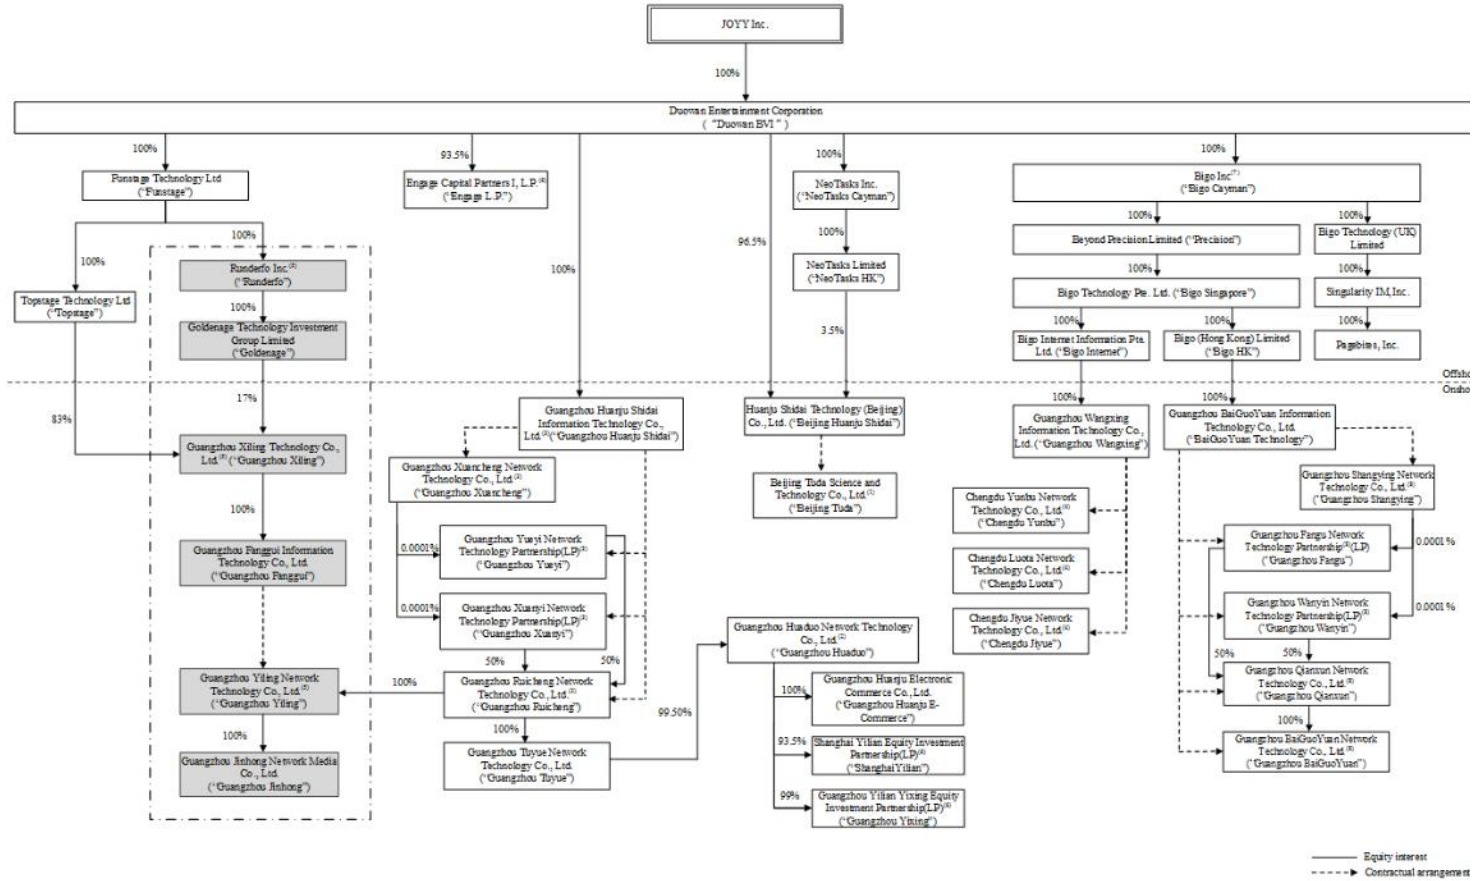 JOYY Inc.
100%
Duowan Entertainment Corporation
( "Duowan BVI" )
100%
93.5%
100%
100%
Funstage Technology Ltd
("Funstage")
Engage Capital Partners I, L.P.(4)
("Engage L.P.")
NeoTasks Inc.
("NeoTasks Cayman")
Bigo Inc(7)
("Bigo Cayman")
100%
100%
100%
100%
100%
96.5%
100%
Beyond Precision Limited ("Precision")
Bigo Technology (UK)
Limited
Runderfo Inc.
("Runderfo")
NeoTasks Limited
("NeoTasks HK")
100%
100%
Topstage Technology Ltd
("Topstage")
100%
Bigo Technology Pte. Ltd. ("Bigo Singapore")
Singularity IM, Inc.
Goldenage Technology Investment
Group Limited
("Goldenage")
3.5%
100%
100%
100%
Bigo Internet Information Pte.
Ltd. ("Bigo Internet")
Bigo (Hong Kong) Limited
("Bigo HK")
Pagebites, Inc.
Offsho
Onsho
17%
83%
100%
100%
Guangzhou Huanju Shidai
Information Technology Co.,
Ltd.(2)("Guangzhou Huanju Shidai")
Huanju Shidai Technology (Beijing)
Co., Ltd. ("Beijing Huanju Shidai")
Guangzhou Wangxing
Information Technology Co.,
Ltd. ("Guangzhou Wangxing")
Guangzhou BaiGuoYuan Information
Technology Co., Ltd.
("BaiGuoYuan Technology")
Guangzhou Xiling Technology Co.,
Ltd. ("Guangzhou Xiling")
Guangzhou Xuancheng Network
Technology Co., Ltd.
("Guangzhou Xuancheng")
Beijing Tuda Science and
Technology Co., Ltd.(1)
("Beijing Tuda")
Guangzhou Shangying Network
Technology Co., Ltd.
("Guangzhou Shangying")
100%
Chengdu Yunbu Network
Technology Co., Ltd.
("Chengdu Yunbu")
Guangzhou Fanggui Information
Technology Co., Ltd.
("Guangzhou Fanggui")
0.0001%
Guangzhou Yueyi Network
Technology Partnership(LP)
("Guangzhou Yueyi")
Guangzhou Fangu Network
Technology Partnership (LP)
("Guangzhou Fangu")
0.0001%
Chengdu Luota Network
Technology Co., Ltd.
("Chengdu Luota")
0.0001%
Guangzhou Xuanyi Network
Technology Partnership(LP)
("Guangzhou Xuanyi")
Guangzhou Wanyin Network
Technology Partnership(LP)
("Guangzhou Wanyin")
0.0001%
Guangzhou Huaduo Network Technology
Co., Ltd.
("Guangzhou Huaduo")
Chengdu Jiyue Network
Technology Co., Ltd.
("Chengdu Jiyue")
50%
50%
50%
50%
Guangzhou Yiling Network
Technology Co., Ltd.
("Guangzhou Yiling")
100%
Guangzhou Ruicheng Network
Technology Co., Ltd.
("Guangzhou Ruicheng")
99.50%
100%
Guangzhou Huanju Electronic
Commerce Co., Ltd.
("Guangzhou Huanju E-
Commerce")
Guangzhou Qianxun Network
Technology Co., Ltd.
("Guangzhou Qianxun")
100%
100%
100%
Guangzhou Jinhong Network Media
Co., Ltd.
("Guangzhou Jinhong")
Guangzhou Tuyue Network
Technology Co., Ltd.
("Guangzhou Tuyue")
93.5%
Shanghai Yilian Equity Investment
Partnership(LP)
("Shanghai Yilian")
Guangzhou BaiGuoYuan Network
Technology Co., Ltd.
("Guangzhou BaiGuoYuan")
99%
Guangzhou Yilian Yixing Equity
Investment Partnership(LP)
("Guangzhou Yixing")
Equity interest
Contractual arrangement